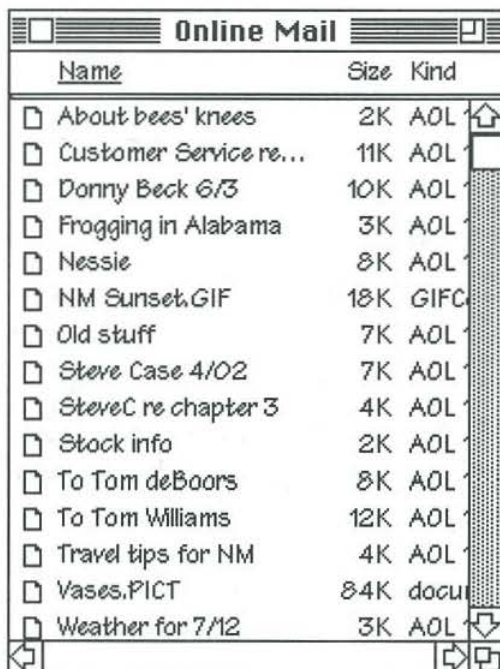 Online Mail
Name Size Kind
About bees' knees 2K AOL
Customer Service re... 11K AOL
Donny Beck 6/3 10K AOL
Frogging in Alabama 3K AOL
Nessie 8K AOL
NM Sunset.GIF 18K GIFC
Old stuff 7K AOL
Steve Case 4/02 7K AOL
SteveC re chapter 3 4K AOL
Stock info 2K AOL
To Tom deBoors 8K AOL
To Tom Williams 12K AOL
Travel tips for NM 4K AOL
Vases.PICT 84K docu
Weather for 7/12 3K AOL